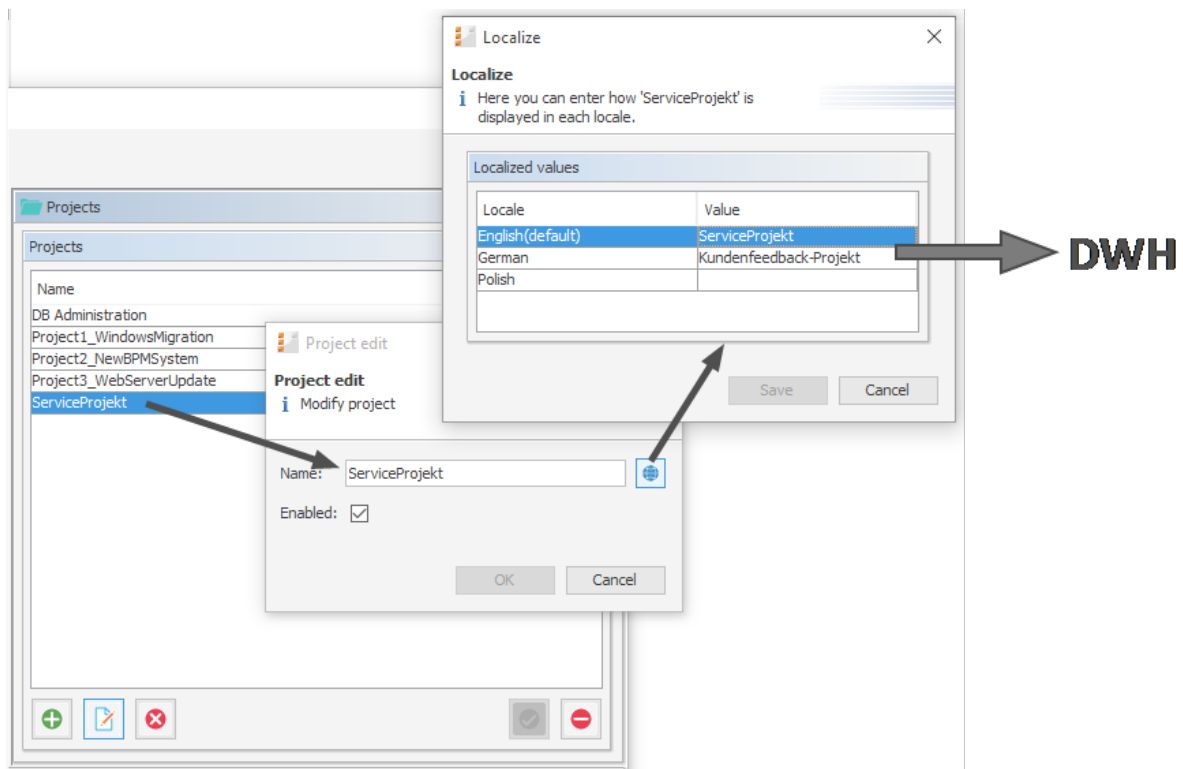 Localize
Localize
Here you can enter how 'ServiceProjekt' is
displayed in each locale.
Localized values
Locale Value
English(default) ServiceProjekt
German Kundenfeedback-Projekt
Polish
Save Cancel
DWH
Projects
Projects
Name
DB Administration
Project1_WindowsMigration
Project2_NewBPMSystem
Project3_WebServerUpdate
ServiceProjekt
Project edit
Project edit
Modify project
Name: ServiceProjekt
Enabled:
OK Cancel